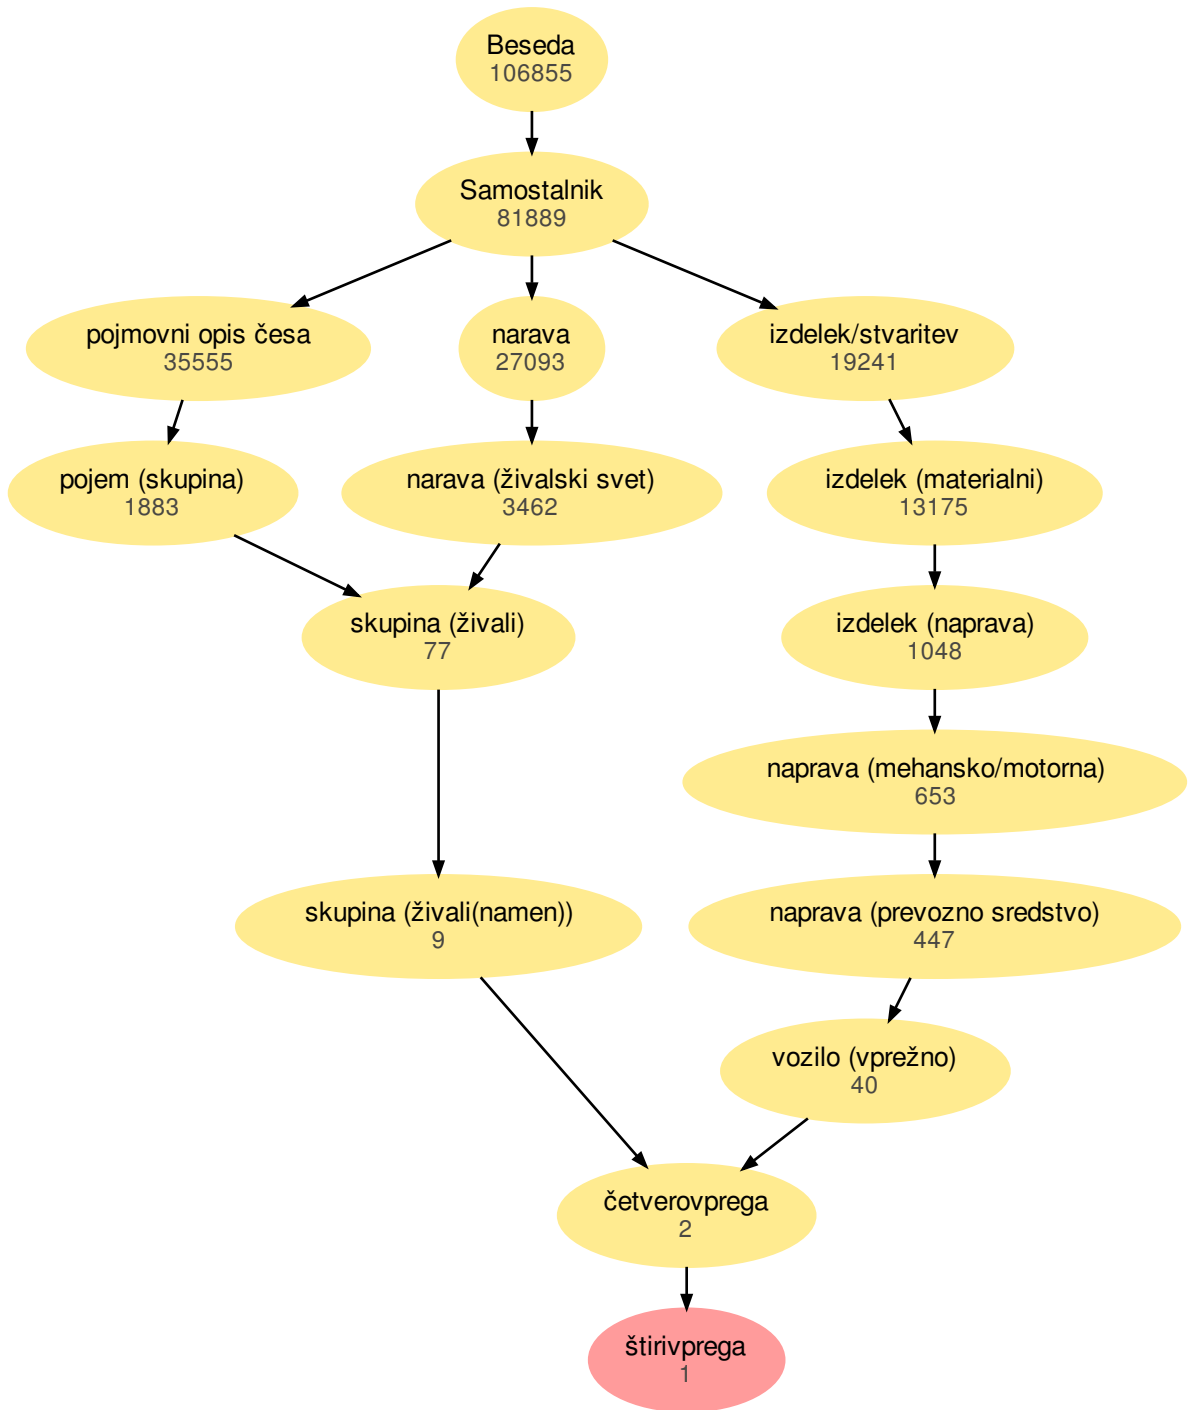 Beseda
106855
Samostalnik
81889
pojmovni opis česa
35555
narava
27093
izdelek/stvaritev
19241
pojem (skupina)
1883
narava (živalski svet)
3462
izdelek (materialni)
13175
skupina (živali)
77
izdelek (naprava)
1048
naprava (mehansko/motorna)
653
skupina (živali(namen))
9
naprava (prevozno sredstvo)
447
vozilo (vprežno)
40
četverovprega
2
štirivprega
1